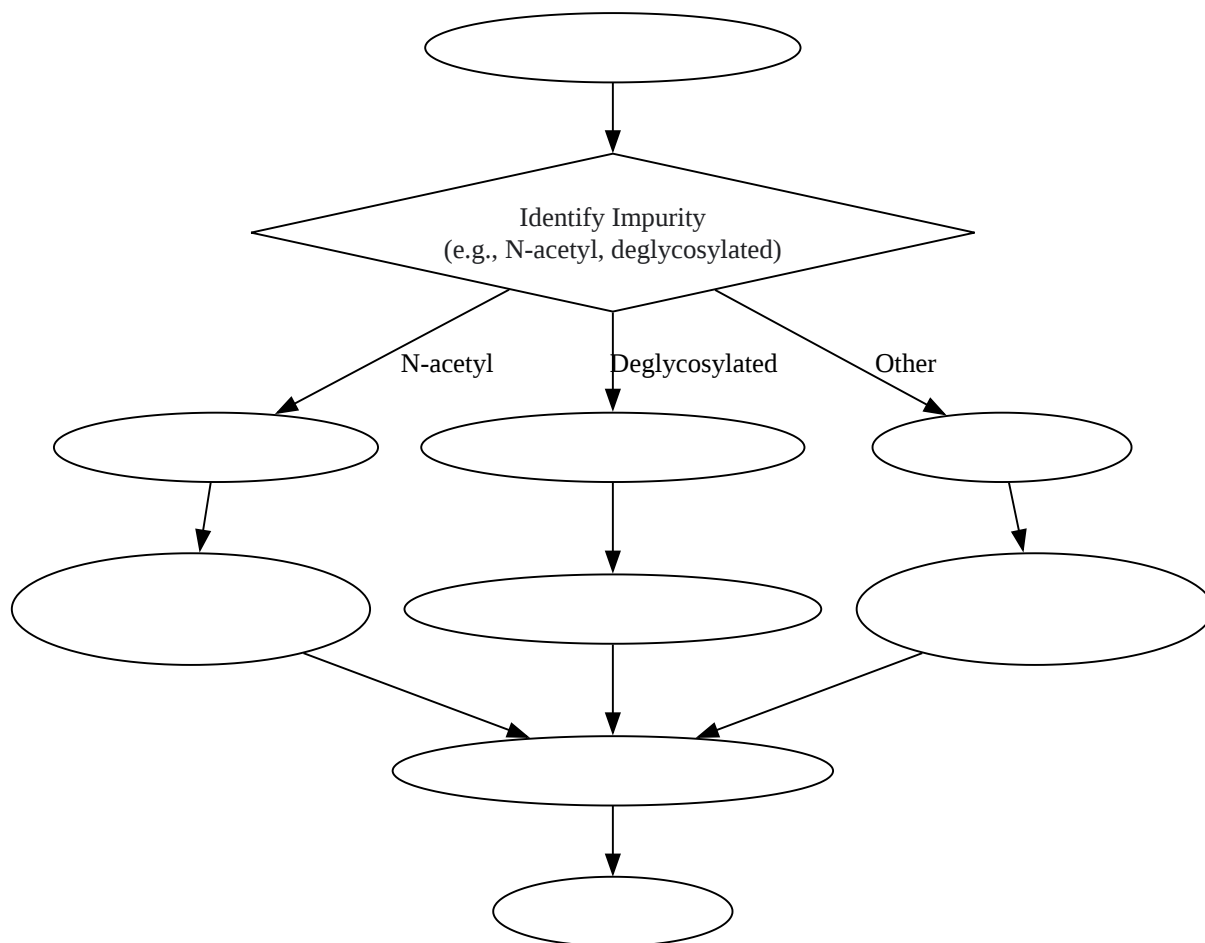 Identify Impurity
(e.g., N-acetyl, deglycosylated)
N-acetyl
Deglycosylated
Other